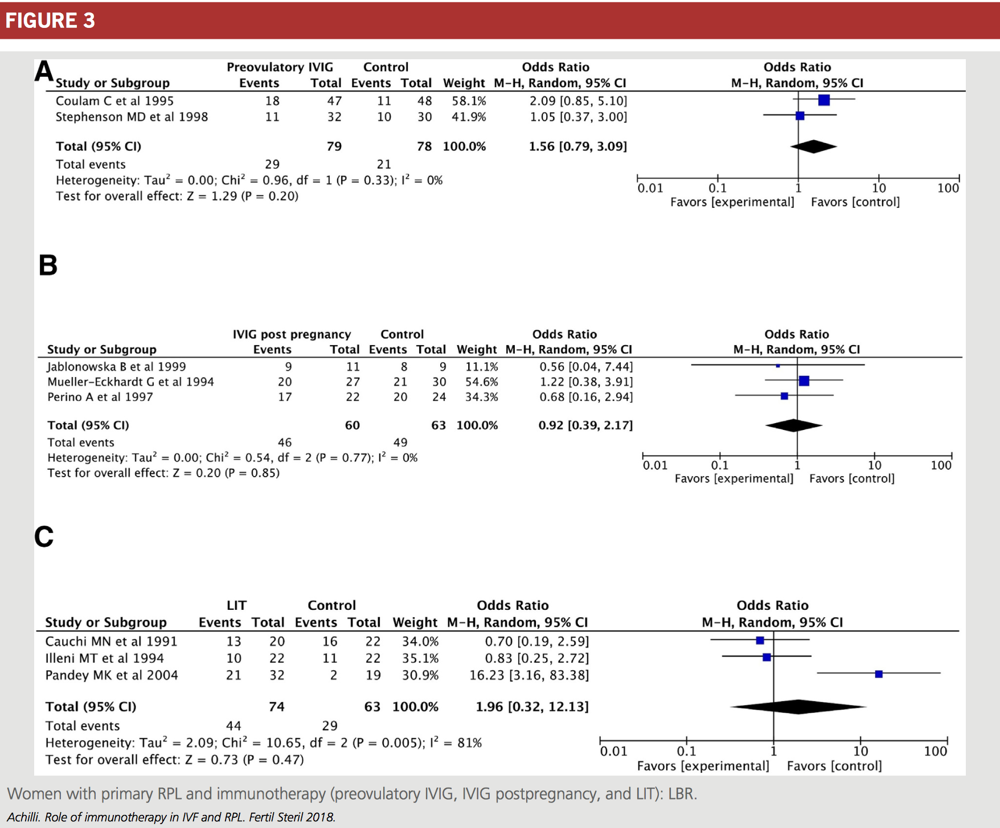 FIGURE 3
A
Preovulatory IVIG Control Odds Ratio Odds Ratio
Study or Subgroup Events Total Events Total Weight M-H, Random, 95% CI M-H, Random, 95% CI
Coulam C et al 1995 18 47 11 48 58.1% 2.09 [0.85, 5.10]
Stephenson MD et al 1998 11 32 10 30 41.9% 1.05 [0.37, 3.00]
Total (95% CI) 79 78 100.0% 1.56 [0.79, 3.09]
Total events 29 21
Heterogeneity: Tau² = 0.00; Chi² = 0.96, df = 1 (P = 0.33); I² = 0%
Test for overall effect: Z = 1.29 (P = 0.20)
0.01 0.1 1 10 100
Favors [experimental] Favors [control]
B
IVIG post pregnancy Control Odds Ratio Odds Ratio
Study or Subgroup Events Total Events Total Weight M-H, Random, 95% CI M-H, Random, 95% CI
Jablonowska B et al 1999 9 11 8 9 11.1% 0.56 [0.04, 7.44]
Mueller-Eckhardt G et al 1994 20 27 21 30 54.6% 1.22 [0.38, 3.91]
Perino A et al 1997 17 22 20 24 34.3% 0.68 [0.16, 2.94]
Total (95% CI) 60 63 100.0% 0.92 [0.39, 2.17]
Total events 46 49
Heterogeneity: Tau² = 0.00; Chi² = 0.54, df = 2 (P = 0.77); I² = 0%
Test for overall effect: Z = 0.20 (P = 0.85)
0.01 0.1 1 10 100
Favors [experimental] Favors [control]
C
LIT Control Odds Ratio Odds Ratio
Study or Subgroup Events Total Events Total Weight M-H, Random, 95% CI M-H, Random, 95% CI
Cauchi MN et al 1991 13 20 16 22 34.0% 0.70 [0.19, 2.59]
Illeni MT et al 1994 10 22 11 22 35.1% 0.83 [0.25, 2.72]
Pandey MK et al 2004 21 32 2 19 30.9% 16.23 [3.16, 83.38]
Total (95% CI) 74 63 100.0% 1.96 [0.32, 12.13]
Total events 44 29
Heterogeneity: Tau² = 2.09; Chi² = 10.65, df = 2 (P = 0.005); I² = 81%
Test for overall effect: Z = 0.73 (P = 0.47)
0.01 0.1 1 10 100
Favors [experimental] Favors [control]
Women with primary RPL and immunotherapy (preovulatory IVIG, IVIG postpregnancy, and LIT): LBR.
Achilli. Role of immunotherapy in IVF and RPL. Fertil Steril 2018.